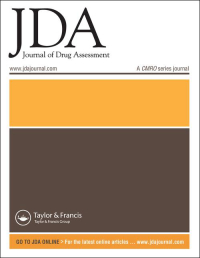 JDA
Journal of Drug Assessment
www.jdajournal.com A CMRO series journal
Taylor & Francis
Taylor & Francis Group
GO TO JDA ONLINE • For the latest online articles ... www.jdajournal.com